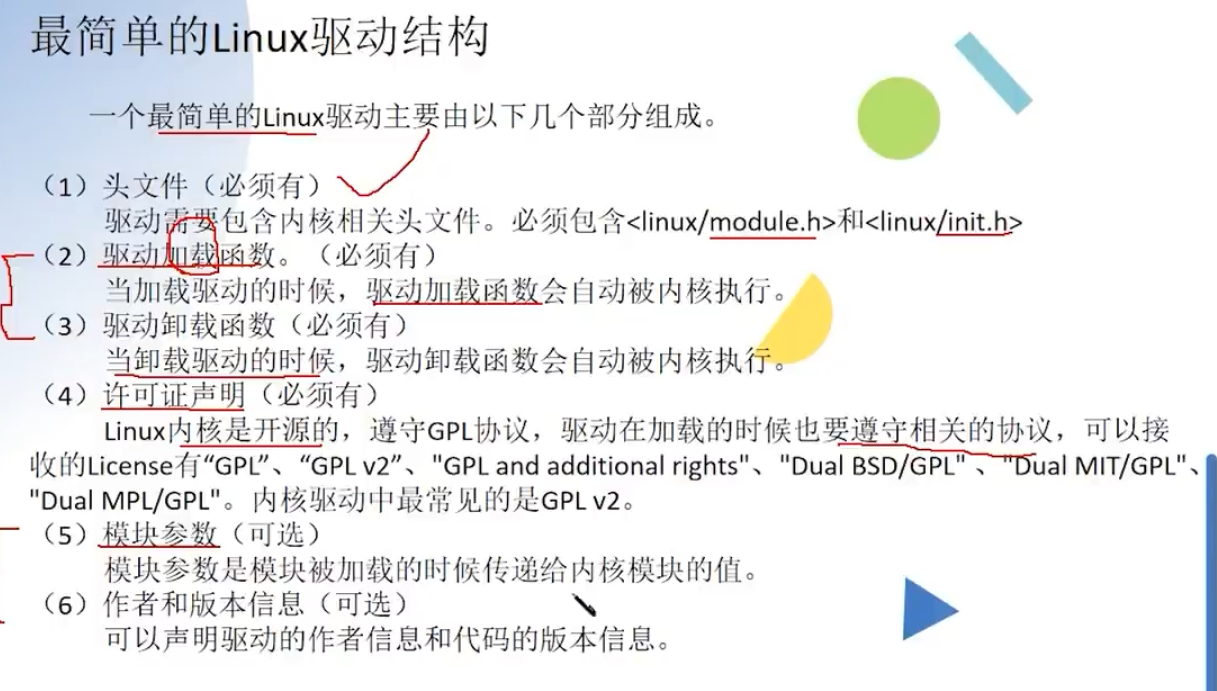 最简单的Linux驱动结构
一个最简单的Linux驱动主要由以下几个部分组成。
（1）头文件（必须有）
驱动需要包含内核相关头文件。必须包含<linux/module.h>和<linux/init.h>
（2）驱动加载函数。（必须有）
当加载驱动的时候，驱动加载函数会自动被内核执行。
（3）驱动卸载函数（必须有）
当卸载驱动的时候，驱动卸载函数会自动被内核执行。
（4）许可证声明（必须有）
Linux内核是开源的，遵守GPL协议，驱动在加载的时候也要遵守相关的协议，可以接
收的License有“GPL”、“GPL v2”、"GPL and additional rights"、"Dual BSD/GPL" 、"Dual MIT/GPL"、
"Dual MPL/GPL"。内核驱动中最常见的是GPL v2。
（5）模块参数（可选）
模块参数是模块被加载的时候传递给内核模块的值。
（6）作者和版本信息（可选）
可以声明驱动的作者信息和代码的版本信息。